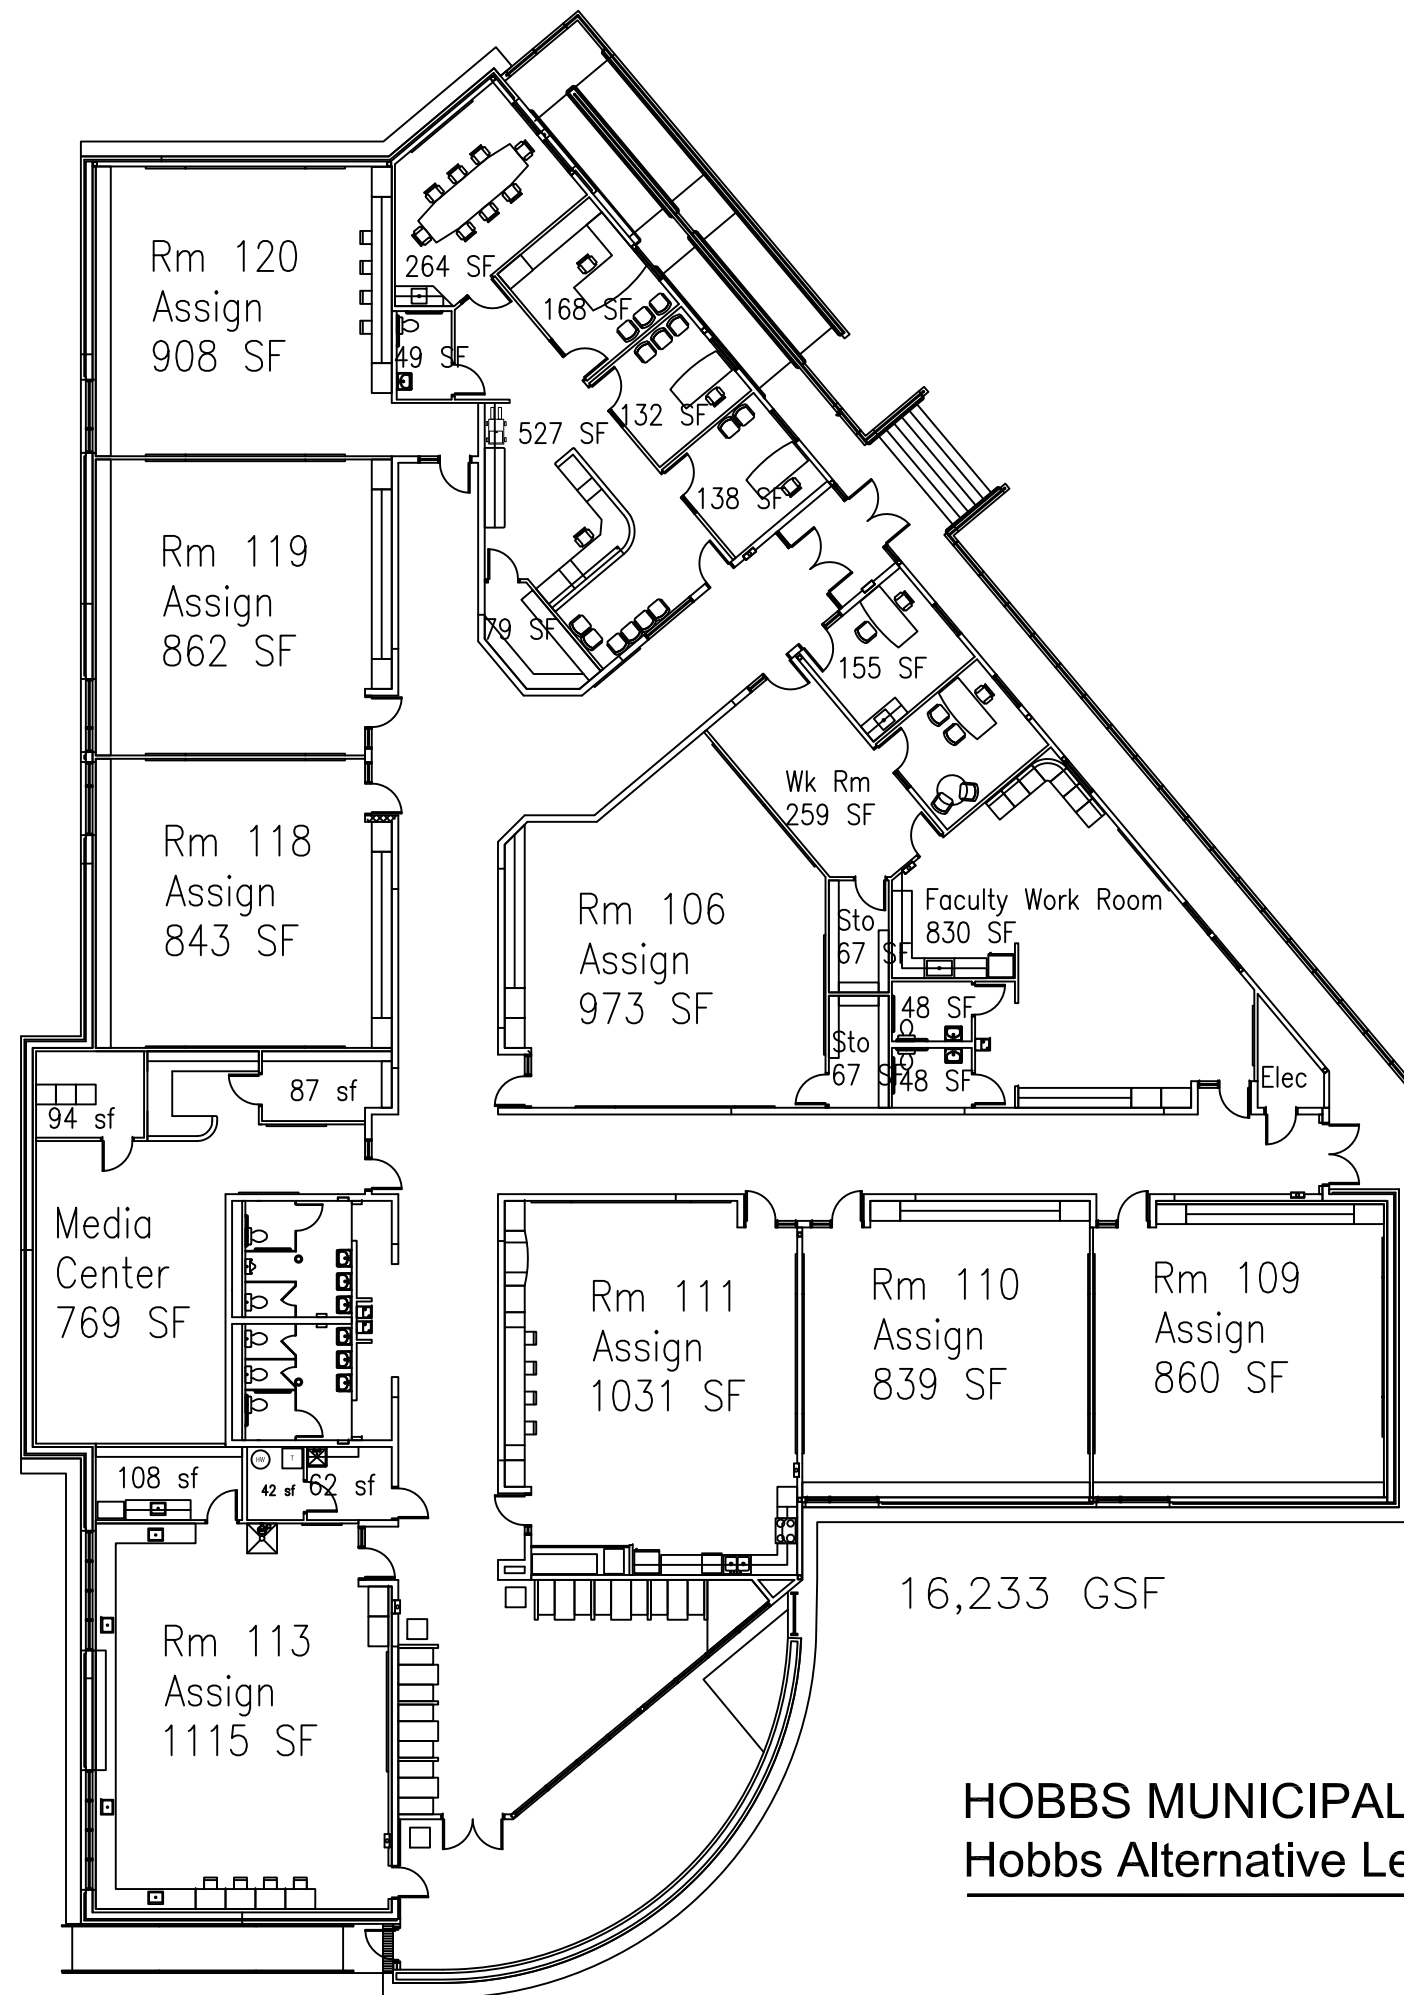 Rm 120
Assign
908 SF
264 SF
168 SF
49 SF
132 SF
527 SF
138 SF
Rm 119
Assign
862 SF
79 SF
155 SF
Wk Rm
259 SF
Rm 118
Assign
843 SF
Rm 106
Assign
973 SF
Sto
67 SF
Faculty Work Room
830 SF
48 SF
Sto
67 SF
48 SF
Elec
94 sf
87 sf
Media
Center
769 SF
Rm 111
Assign
1031 SF
Rm 110
Assign
839 SF
Rm 109
Assign
860 SF
108 sf
HW
T
42 sf
62 sf
Rm 113
Assign
1115 SF
16,233 GSF
HOBBS MUNICIPAL
Hobbs Alternative Le